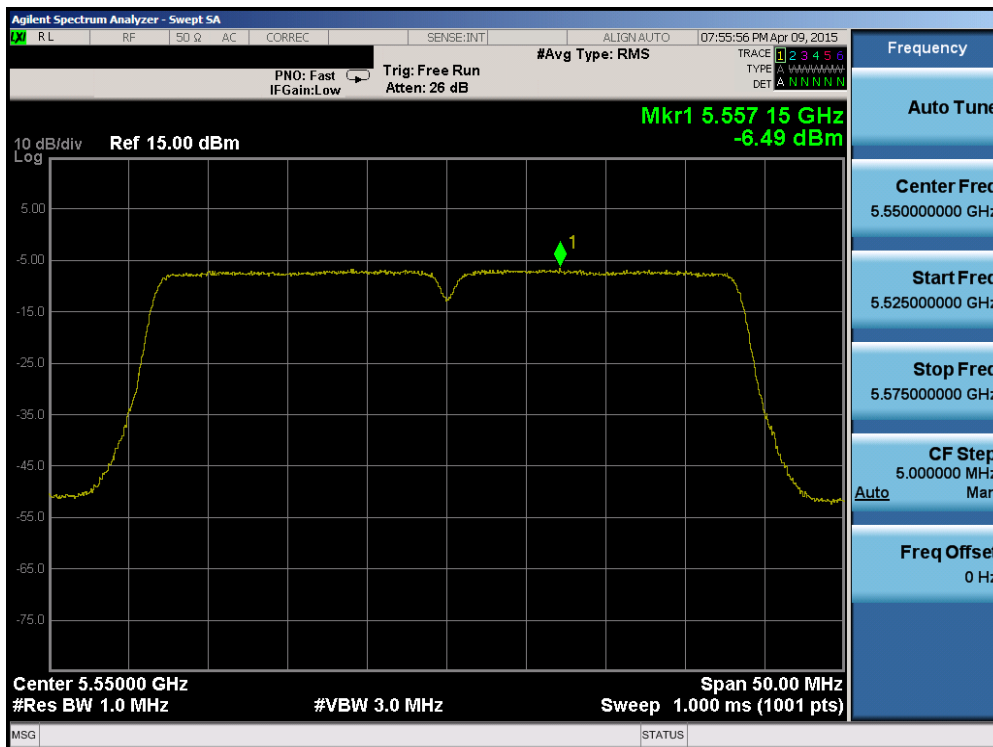 Agilent Spectrum Analyzer - Swept SA
LXI RL RF 50 Ω AC CORREC SENSE:INT ALIGN AUTO 07:55:56 PM Apr 09, 2015
#Avg Type: RMS
TRACE 1 2 3 4 5 6
PNO: Fast Trig: Free Run
TYPE A WWWWWW
IFGain:Low Atten: 26 dB
DET A N N N N N
Mkr1 5.557 15 GHz
-6.49 dBm
10 dB/div Ref 15.00 dBm
Log
1
5.00
-5.00
-15.0
-25.0
-35.0
-45.0
-55.0
-65.0
-75.0
Center 5.55000 GHz Span 50.00 MHz
#Res BW 1.0 MHz #VBW 3.0 MHz Sweep 1.000 ms (1001 pts)
MSG STATUS
Frequency
Auto Tune
Center Freq
5.550000000 GHz
Start Freq
5.525000000 GHz
Stop Freq
5.575000000 GHz
CF Step
5.000000 MHz
Auto Man
Freq Offset
0 Hz